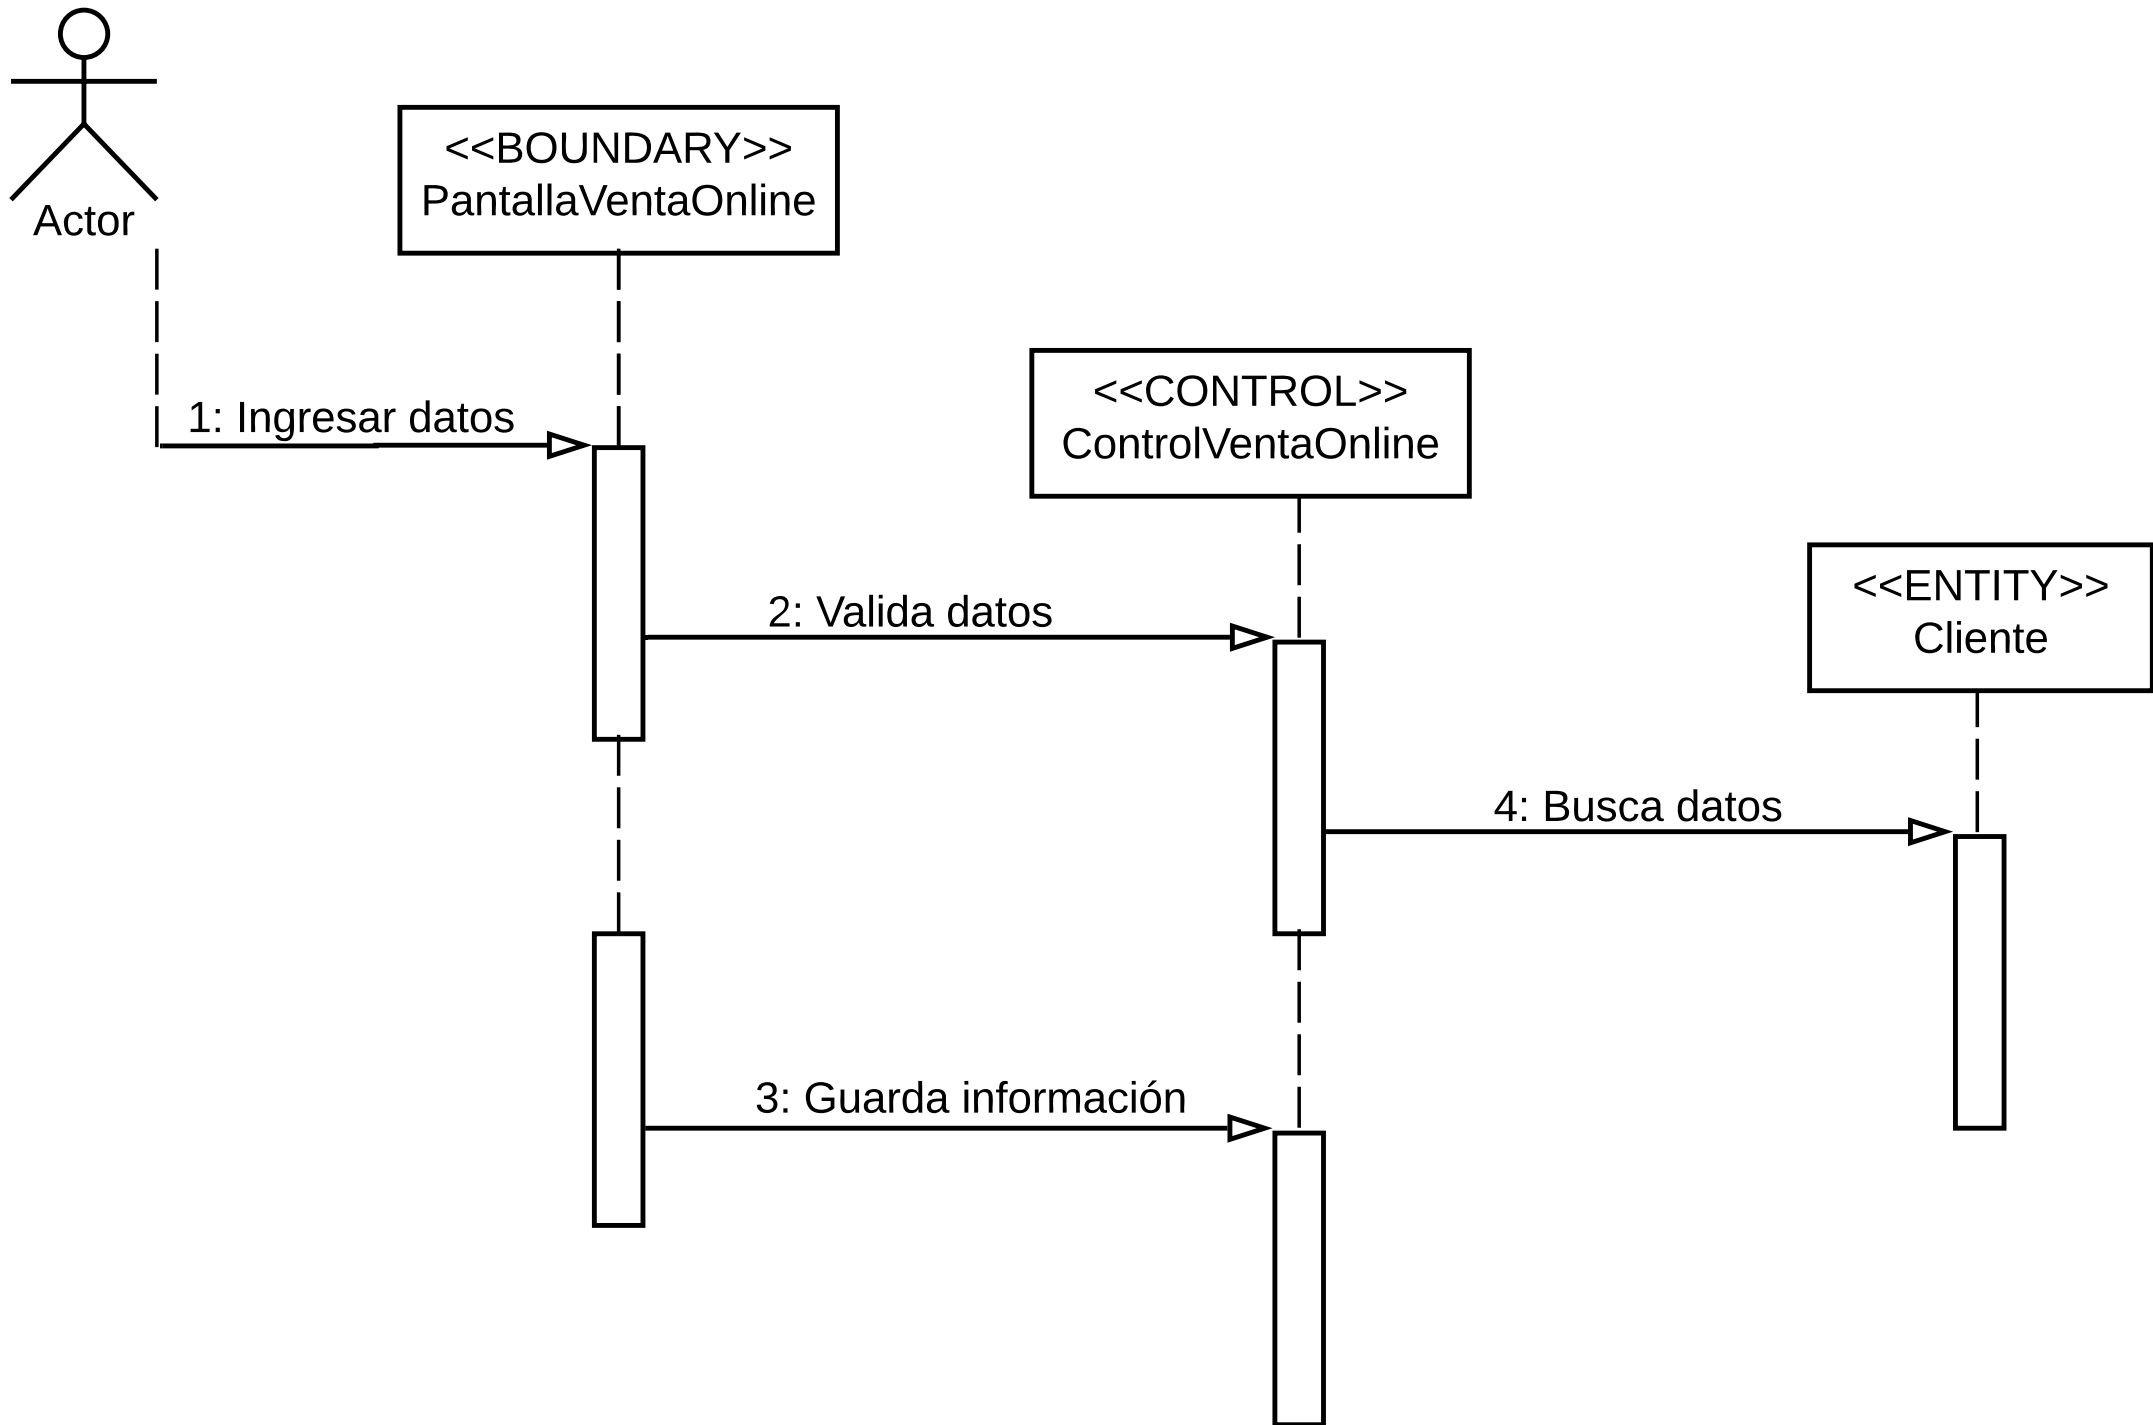 Actor
<<BOUNDARY>>
PantallaVentaOnline
1: Ingresar datos
<<CONTROL>>
ControlVentaOnline
2: Valida datos
<<ENTITY>>
Cliente
4: Busca datos
3: Guarda información